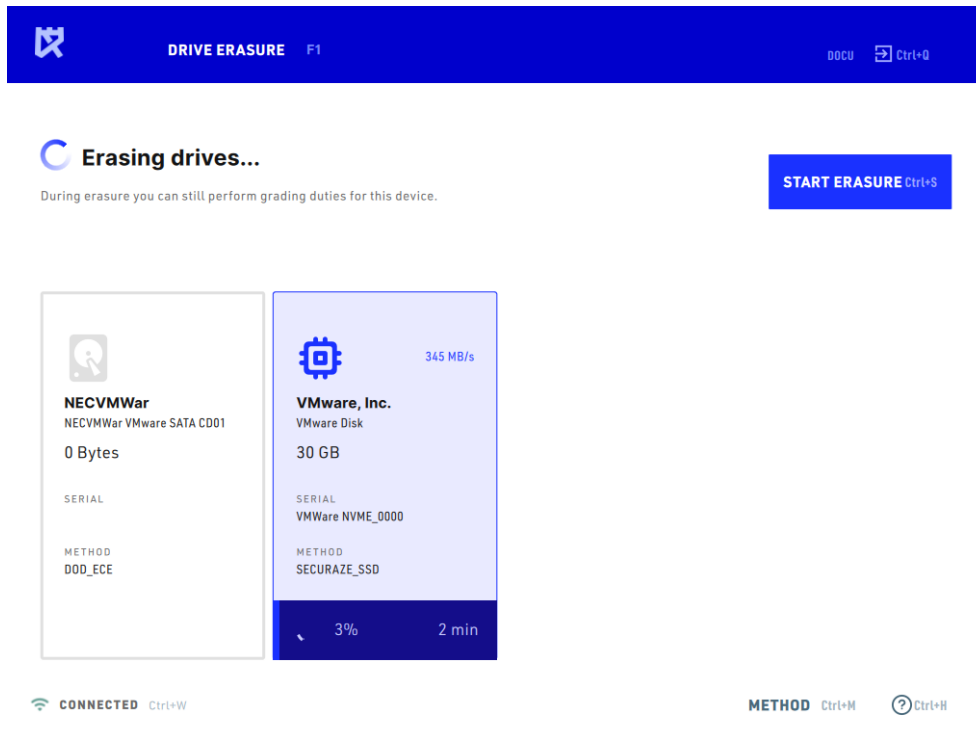 DRIVE ERASURE F1
DOCU Ctrl+Q
Erasing drives...
During erasure you can still perform grading duties for this device.
START ERASURE Ctrl+S
NECVMWar
NECVMWar VMware SATA CD01
0 Bytes
SERIAL
METHOD
DOD_ECE
345 MB/s
VMware, Inc.
VMware Disk
30 GB
SERIAL
VMWare NVME_0000
METHOD
SECURAZE_SSD
3% 2 min
CONNECTED Ctrl+W
METHOD Ctrl+M
? Ctrl+H